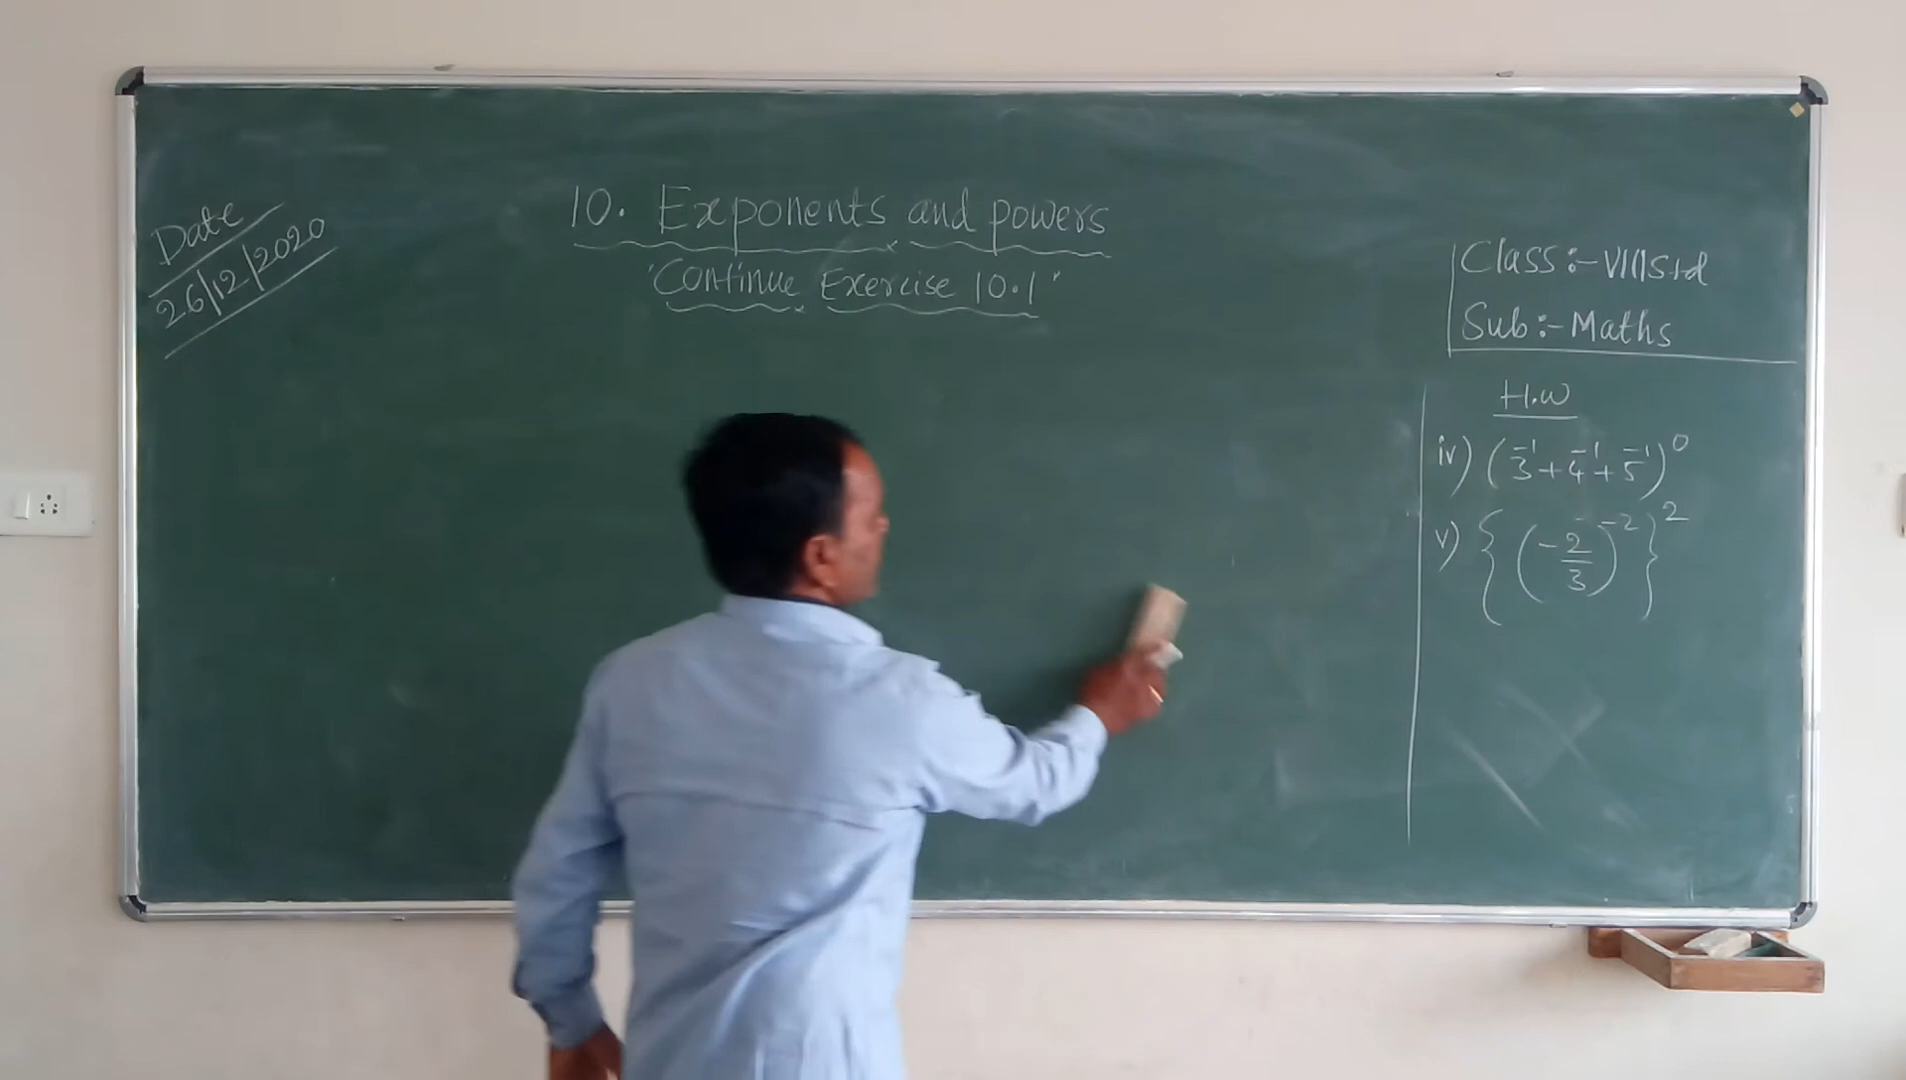 Date
26/12/2020
10. Exponents and powers
'Continue Exercise 10.1'
Class:- VIIIStd
Sub:- Maths
H.W
iv) (3⁻¹+4⁻¹+5⁻¹)⁰
v) {(-2/3)⁻²}²